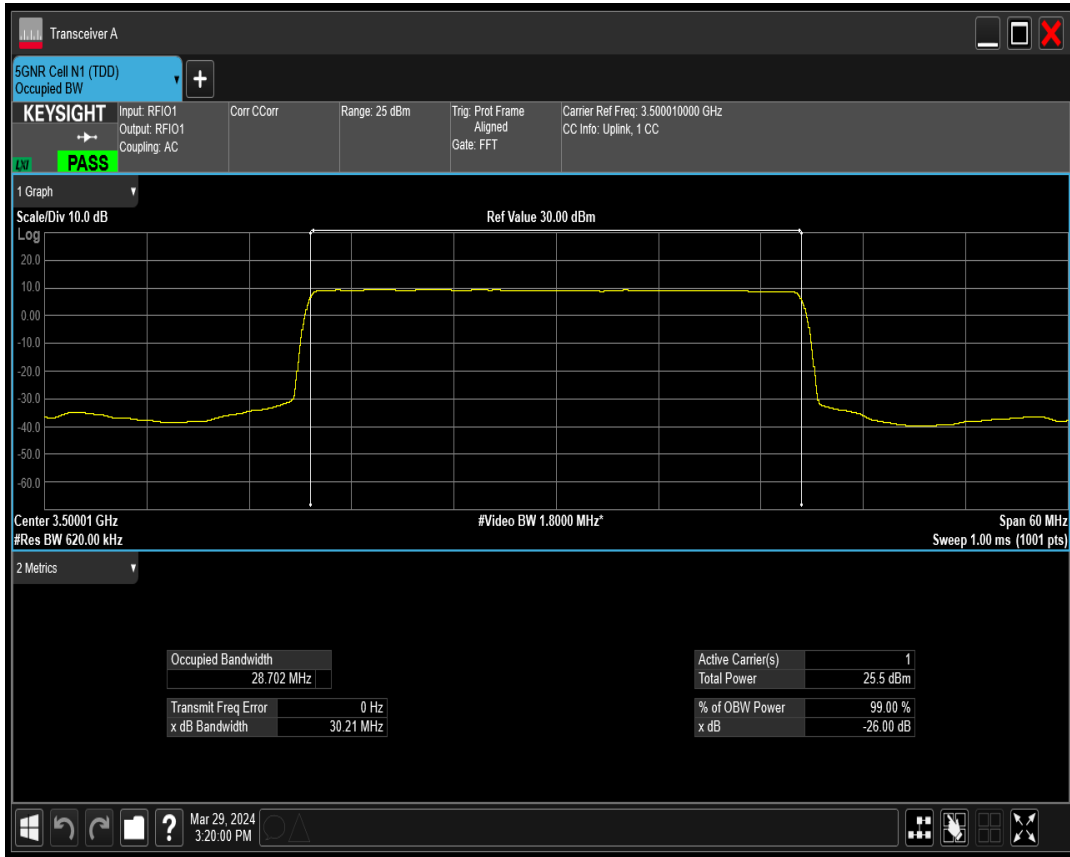 Transceiver A
5GNR Cell N1 (TDD)
Occupied BW
+
KEYSIGHT
LXI
PASS
Input: RFIO1
Output: RFIO1
Coupling: AC
Corr CCorr
Range: 25 dBm
Trig: Prot Frame
Aligned
Gate: FFT
Carrier Ref Freq: 3.500010000 GHz
CC Info: Uplink, 1 CC
1 Graph
Scale/Div 10.0 dB
Ref Value 30.00 dBm
Log
20.0
10.0
0.00
-10.0
-20.0
-30.0
-40.0
-50.0
-60.0
Center 3.50001 GHz
#Video BW 1.8000 MHz*
Span 60 MHz
#Res BW 620.00 kHz
Sweep 1.00 ms (1001 pts)
2 Metrics
Occupied Bandwidth
28.702 MHz
Transmit Freq Error 0 Hz
x dB Bandwidth 30.21 MHz
Active Carrier(s) 1
Total Power 25.5 dBm
% of OBW Power 99.00 %
x dB -26.00 dB
?
Mar 29, 2024
3:20:00 PM